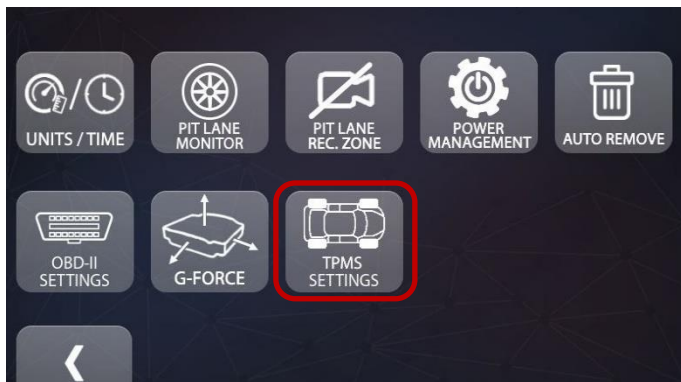 UNITS / TIME
PIT LANE
MONITOR
PIT LANE
REC. ZONE
POWER
MANAGEMENT
AUTO REMOVE
OBD-II
SETTINGS
G-FORCE
TPMS
SETTINGS